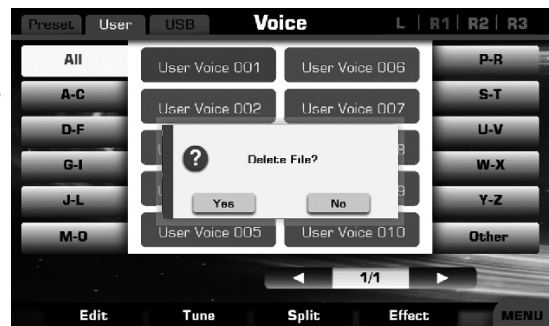 Preset User USB Voice L R1 R2 R3
All User Voice 001 User Voice 006 P-R
A-C User Voice 002 User Voice 007 S-T
D-F U-V
G-I Delete File? W-X
J-L Yes No Y-Z
M-O User Voice 005 User Voice 010 Other
1/1
Edit Tune Split Effect MENU